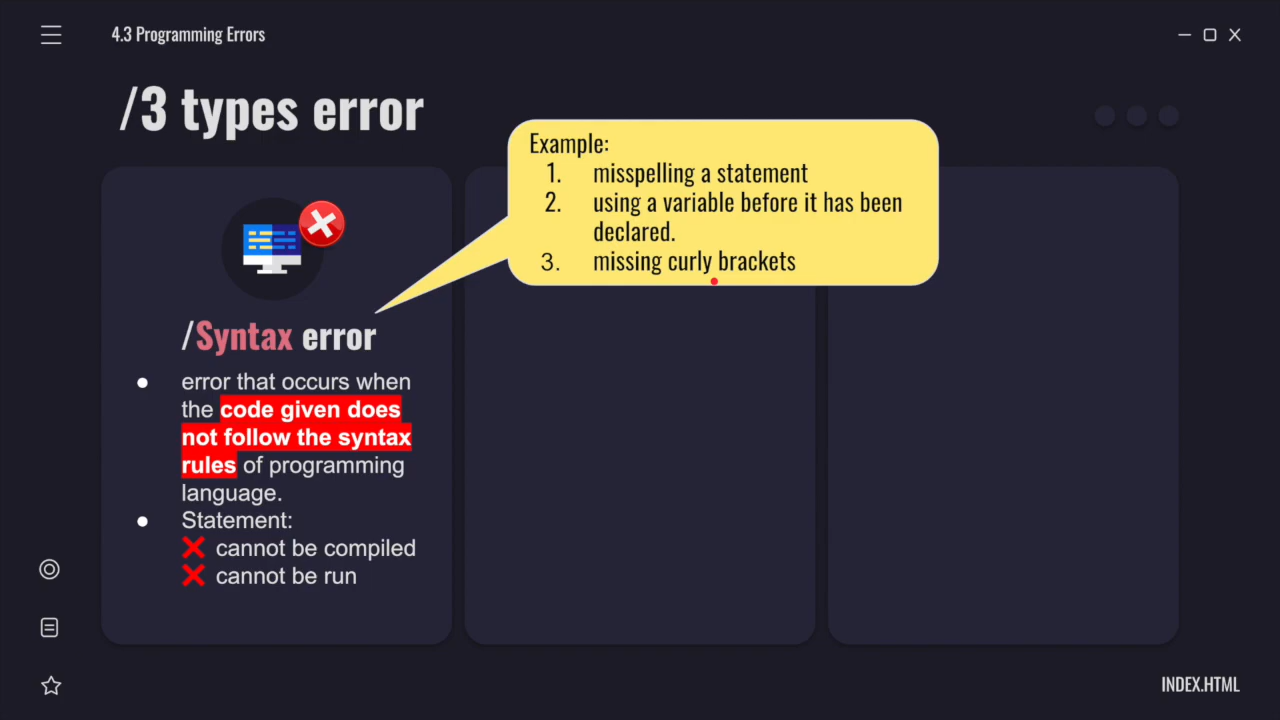 4.3 Programming Errors
/3 types error
Example:
1. misspelling a statement
2. using a variable before it has been
declared.
3. missing curly brackets
/Syntax error
● error that occurs when
the code given does
not follow the syntax
rules of programming
language.
● Statement:
❌ cannot be compiled
❌ cannot be run
INDEX.HTML